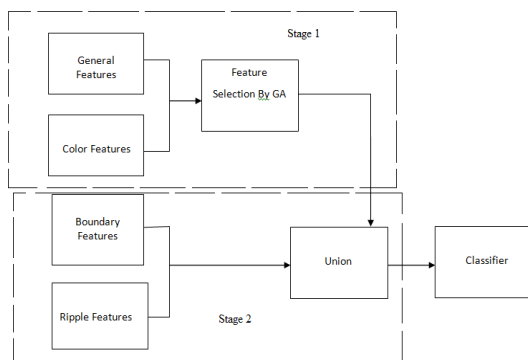 Stage 1
General
Features
Feature
Selection By GA
Color Features
Boundary
Features
Union
Classifier
Ripple Features
Stage 2